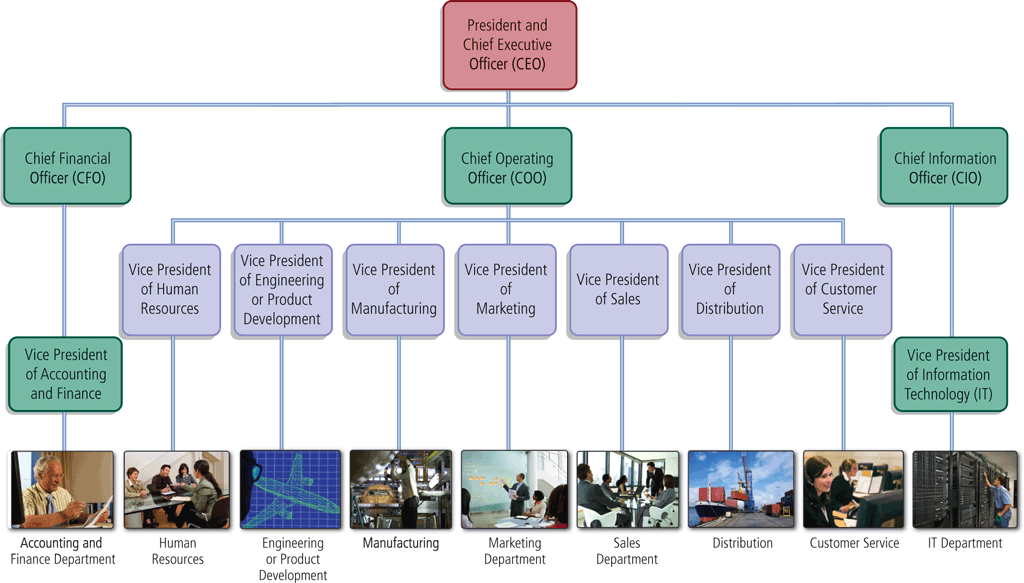 President and
Chief Executive
Officer (CEO)
Chief Financial
Officer (CFO)
Chief Operating
Officer (COO)
Chief Information
Officer (CIO)
Vice President
of Human
Resources
Vice President
of Engineering
or Product
Development
Vice President
of
Manufacturing
Vice President
of
Marketing
Vice President
of Sales
Vice President
of
Distribution
Vice President
of Customer
Service
Vice President
of Accounting
and Finance
Vice President
of Information
Technology (IT)
Accounting and
Finance Department
Human
Resources
Engineering
or Product
Development
Manufacturing
Marketing
Department
Sales
Department
Distribution
Customer Service
IT Department